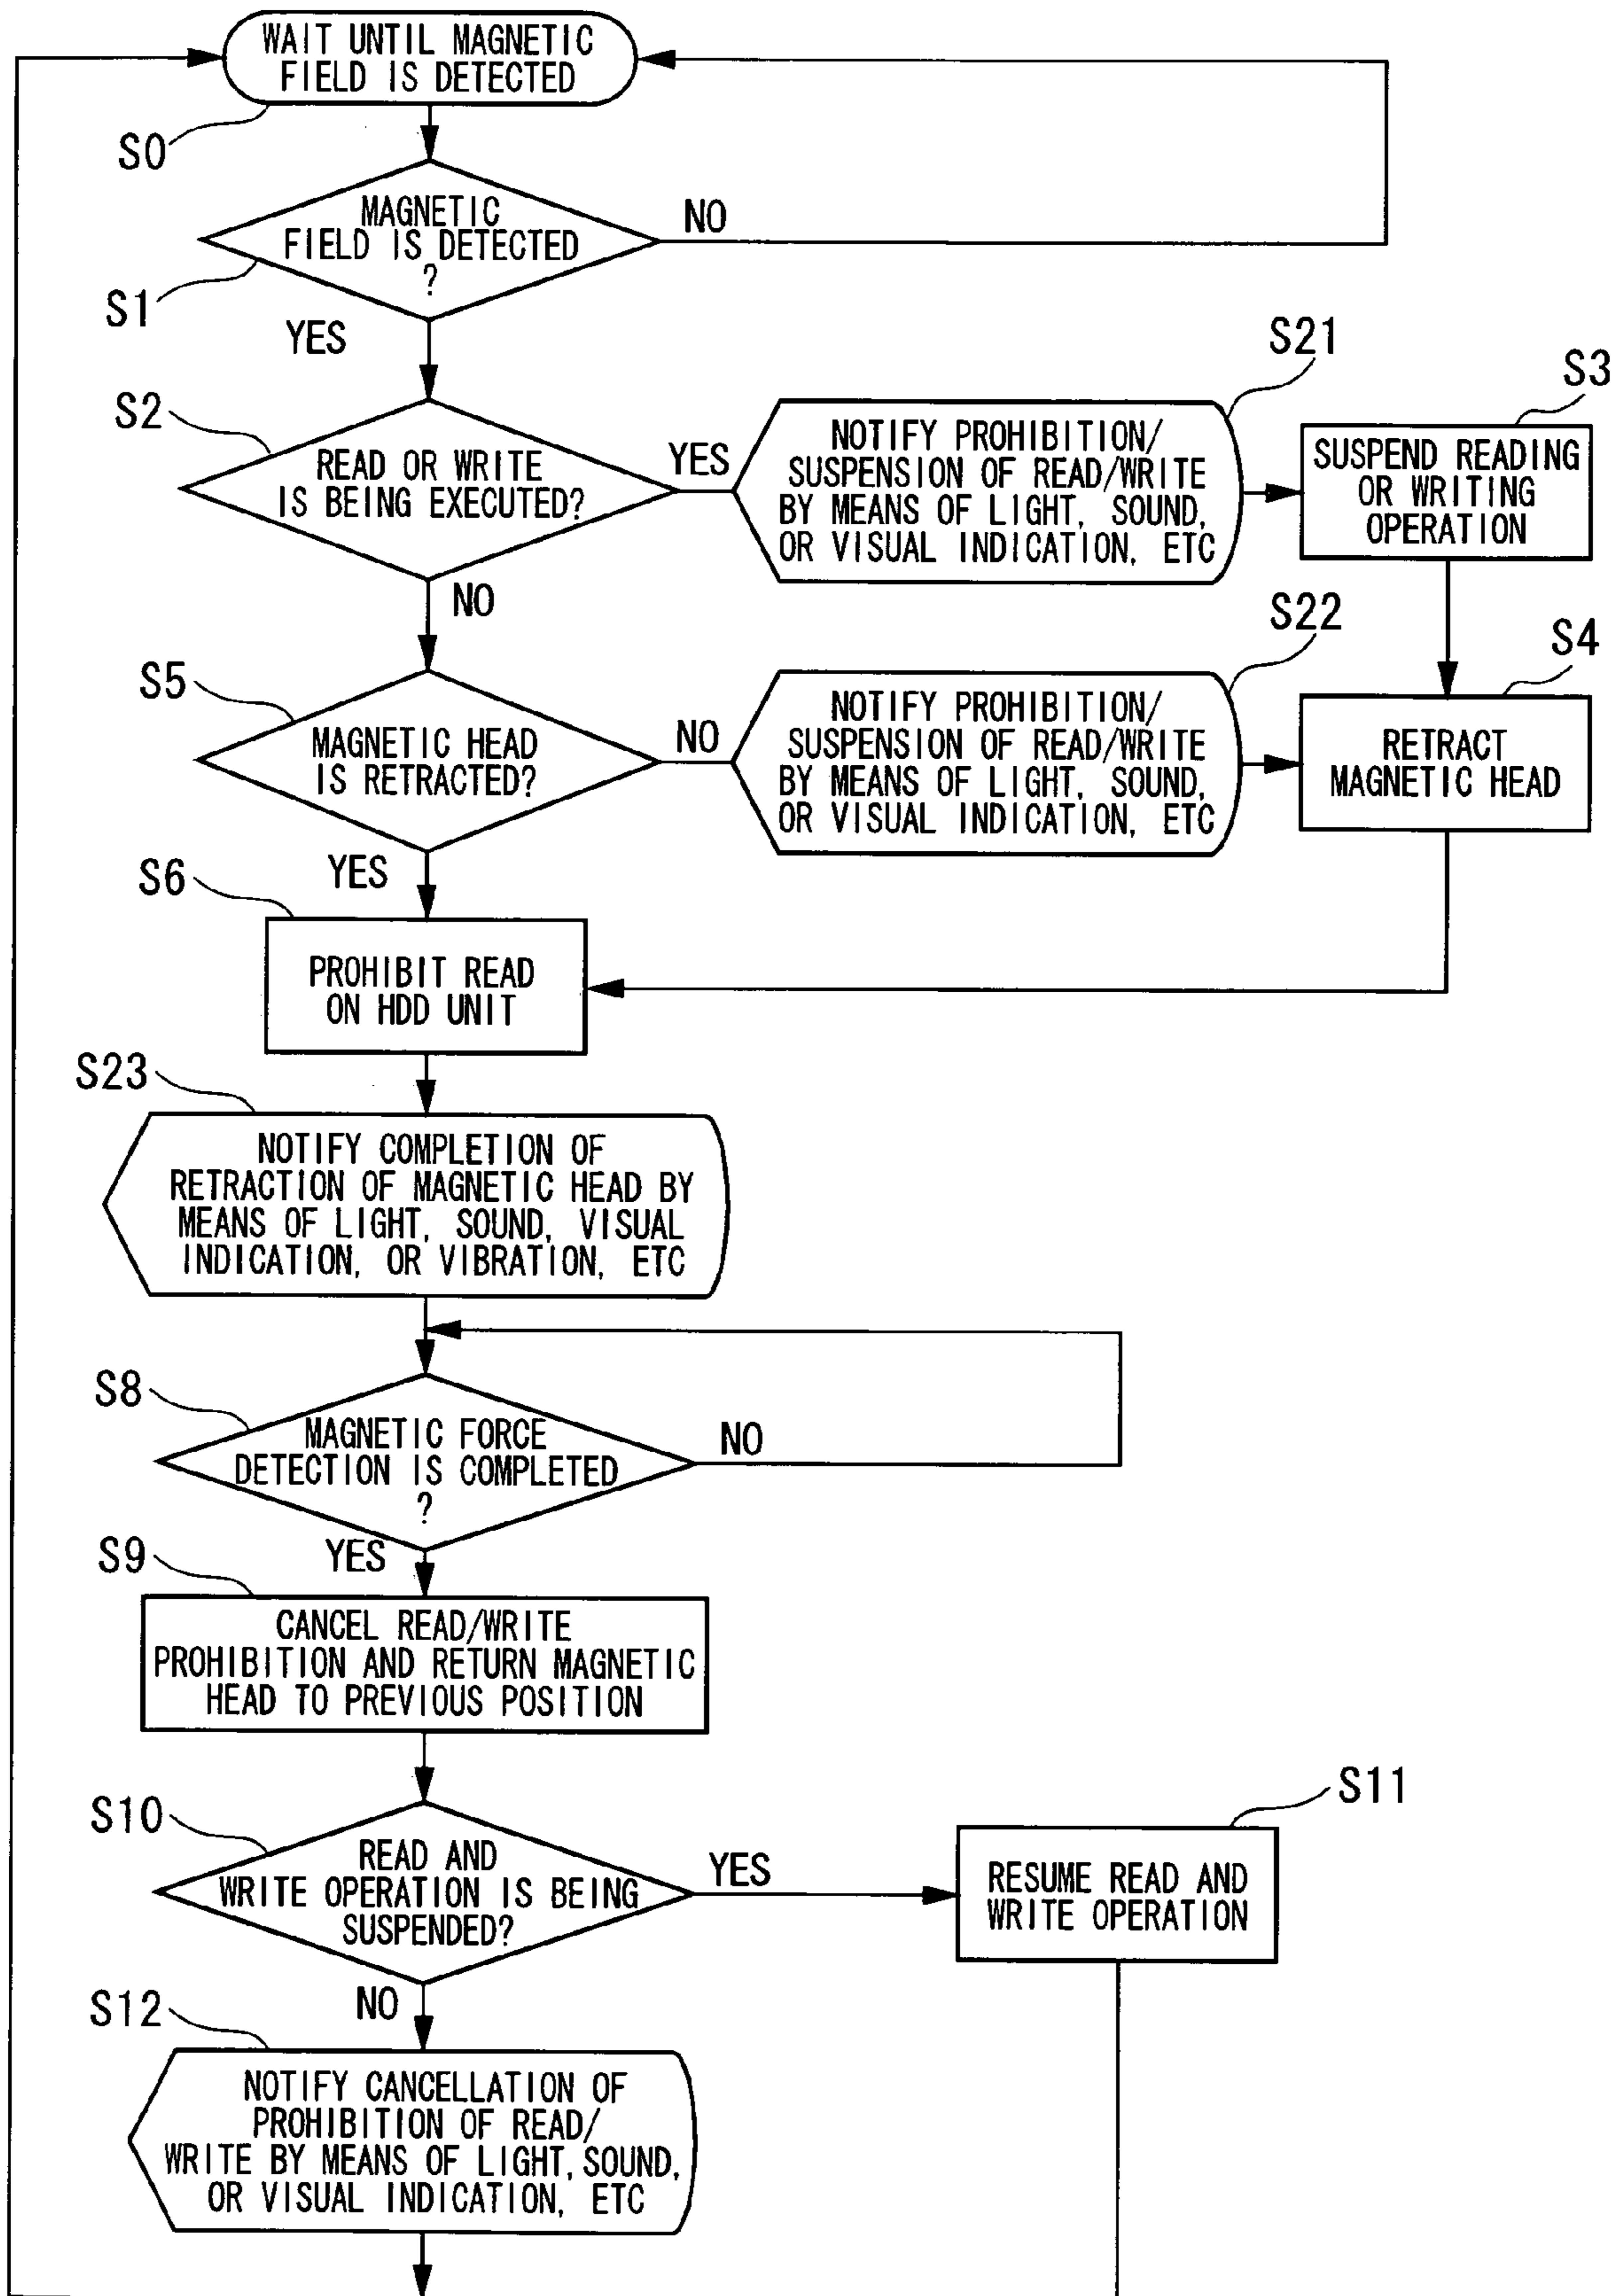 WAIT UNTIL MAGNETIC
FIELD IS DETECTED
S0
MAGNETIC
FIELD IS DETECTED
?
NO
S1
YES
S21
S3
S2
READ OR WRITE
IS BEING EXECUTED?
YES
NOTIFY PROHIBITION/
SUSPENSION OF READ/WRITE
BY MEANS OF LIGHT, SOUND,
OR VISUAL INDICATION, ETC
SUSPEND READING
OR WRITING
OPERATION
NO
S22
S4
S5
MAGNETIC HEAD
IS RETRACTED?
NO
NOTIFY PROHIBITION/
SUSPENSION OF READ/WRITE
BY MEANS OF LIGHT, SOUND,
OR VISUAL INDICATION, ETC
RETRACT
MAGNETIC HEAD
YES
S6
PROHIBIT READ
ON HDD UNIT
S23
NOTIFY COMPLETION OF
RETRACTION OF MAGNETIC HEAD BY
MEANS OF LIGHT, SOUND, VISUAL
INDICATION, OR VIBRATION, ETC
S8
MAGNETIC FORCE
DETECTION IS COMPLETED
?
NO
YES
S9
CANCEL READ/WRITE
PROHIBITION AND RETURN MAGNETIC
HEAD TO PREVIOUS POSITION
S10
READ AND
WRITE OPERATION IS BEING
SUSPENDED?
YES
S11
RESUME READ AND
WRITE OPERATION
NO
S12
NOTIFY CANCELLATION OF
PROHIBITION OF READ/
WRITE BY MEANS OF LIGHT, SOUND,
OR VISUAL INDICATION, ETC